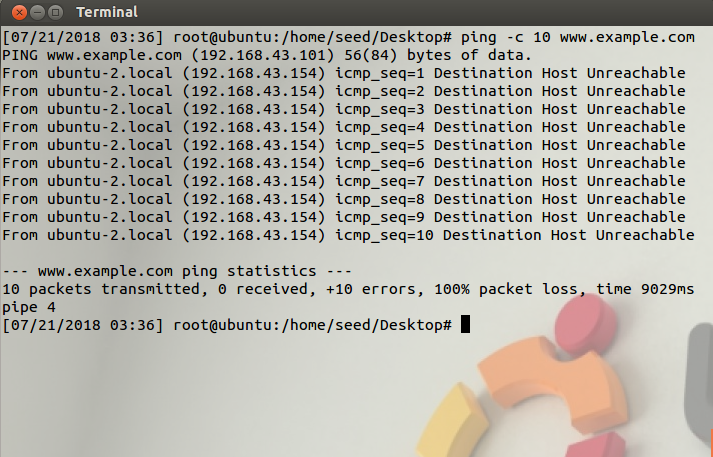 Terminal
[07/21/2018 03:36] root@ubuntu:/home/seed/Desktop# ping -c 10 www.example.com
PING www.example.com (192.168.43.101) 56(84) bytes of data.
From ubuntu-2.local (192.168.43.154) icmp_seq=1 Destination Host Unreachable
From ubuntu-2.local (192.168.43.154) icmp_seq=2 Destination Host Unreachable
From ubuntu-2.local (192.168.43.154) icmp_seq=3 Destination Host Unreachable
From ubuntu-2.local (192.168.43.154) icmp_seq=4 Destination Host Unreachable
From ubuntu-2.local (192.168.43.154) icmp_seq=5 Destination Host Unreachable
From ubuntu-2.local (192.168.43.154) icmp_seq=6 Destination Host Unreachable
From ubuntu-2.local (192.168.43.154) icmp_seq=7 Destination Host Unreachable
From ubuntu-2.local (192.168.43.154) icmp_seq=8 Destination Host Unreachable
From ubuntu-2.local (192.168.43.154) icmp_seq=9 Destination Host Unreachable
From ubuntu-2.local (192.168.43.154) icmp_seq=10 Destination Host Unreachable
--- www.example.com ping statistics ---
10 packets transmitted, 0 received, +10 errors, 100% packet loss, time 9029ms
pipe 4
[07/21/2018 03:36] root@ubuntu:/home/seed/Desktop#